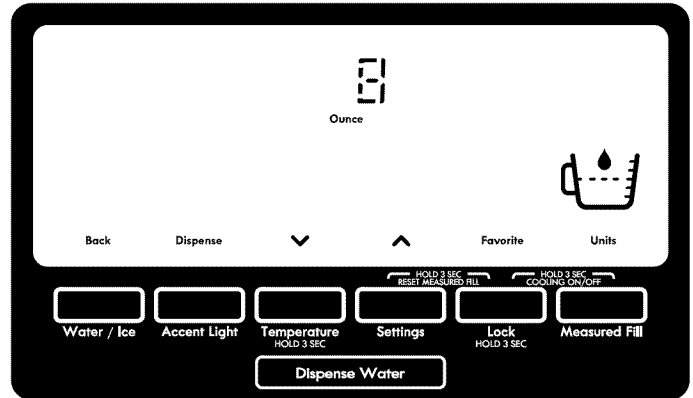 8
Ounce
Back Dispense Favorite Units
HOLD 3 SEC HOLD 3 SEC
RESET MEASURED FILL COOLING ON/OFF
Water / Ice Accent Light Temperature Settings Lock Measured Fill
HOLD 3 SEC HOLD 3 SEC
Dispense Water